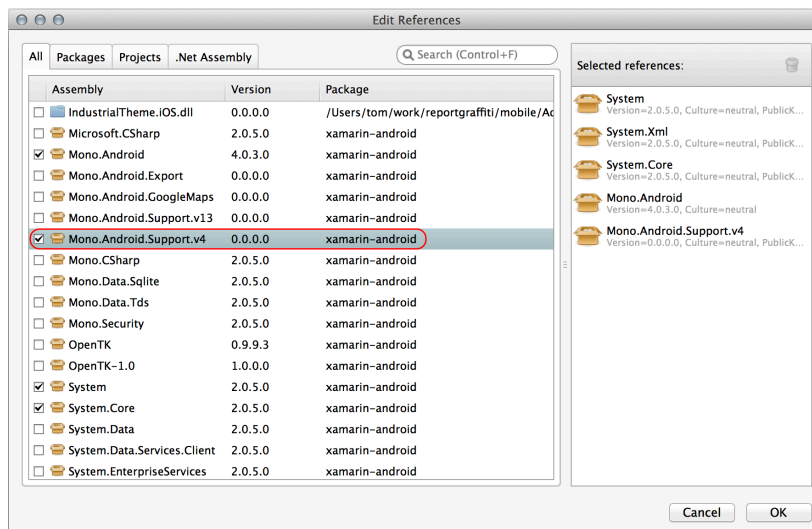 Edit References
All Packages Projects .Net Assembly
Search (Control+F)
Assembly Version Package
IndustrialTheme.iOS.dll 0.0.0.0 /Users/tom/work/reportgraffiti/mobile/Ac
Microsoft.CSharp 2.0.5.0 xamarin-android
Mono.Android 4.0.3.0 xamarin-android
Mono.Android.Export 0.0.0.0 xamarin-android
Mono.Android.GoogleMaps 0.0.0.0 xamarin-android
Mono.Android.Support.v13 0.0.0.0 xamarin-android
Mono.Android.Support.v4 0.0.0.0 xamarin-android
Mono.CSharp 2.0.5.0 xamarin-android
Mono.Data.Sqlite 2.0.5.0 xamarin-android
Mono.Data.Tds 2.0.5.0 xamarin-android
Mono.Security 2.0.5.0 xamarin-android
OpenTK 0.9.9.3 xamarin-android
OpenTK-1.0 1.0.0.0 xamarin-android
System 2.0.5.0 xamarin-android
System.Core 2.0.5.0 xamarin-android
System.Data 2.0.5.0 xamarin-android
System.Data.Services.Client 2.0.5.0 xamarin-android
System.EnterpriseServices 2.0.5.0 xamarin-android
Selected references:
System
Version=2.0.5.0, Culture=neutral, PublicK...
System.Xml
Version=2.0.5.0, Culture=neutral, PublicK...
System.Core
Version=2.0.5.0, Culture=neutral, PublicK...
Mono.Android
Version=4.0.3.0, Culture=neutral
Mono.Android.Support.v4
Version=0.0.0.0, Culture=neutral, PublicK...
Cancel OK